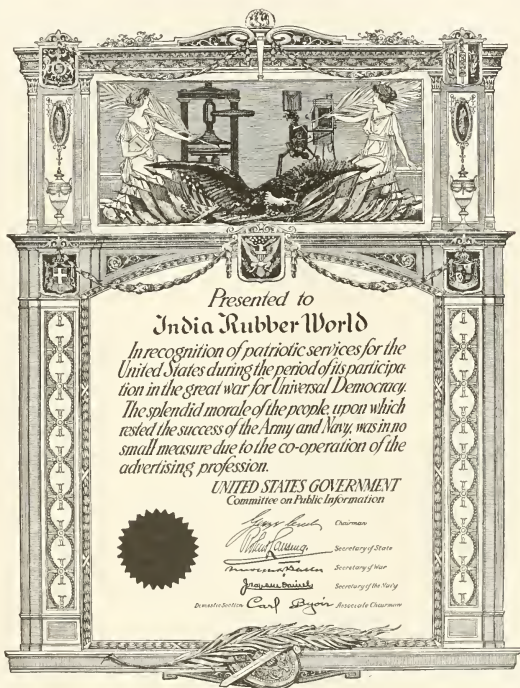 Presented to
India Rubber World
In recognition of patriotic services for the
United States during the period of its participa-
tion in the great war for Universal Democracy.
The splendid morale of the people, upon which
rested the success of the Army and Navy, was in no
small measure due to the co-operation of the
advertising profession.
UNITED STATES GOVERNMENT
Committee on Public Information
Chairman
Robert Lansing Secretary of State
Secretary of War
Josephus Daniels Secretary of the Navy
Domestic Section Carl Byoir Associate Chairman